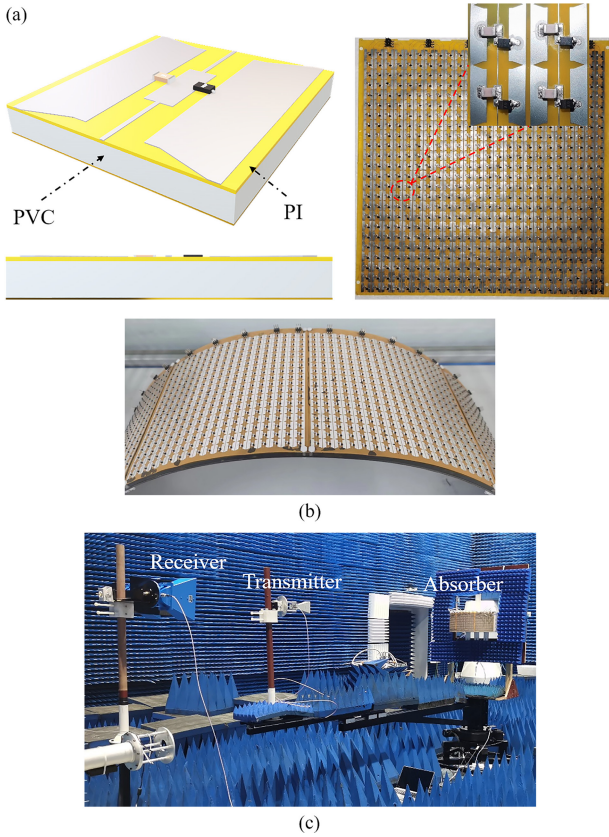 (a)
PVC
PI
(b)
Receiver
Transmitter
Absorber
(c)